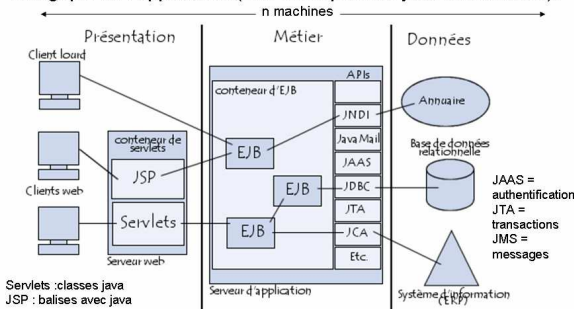 n machines
Présentation
Métier
Données
Client lourd
Clients web
conteneur de
servlets
JSP
Servlets
Serveur web
Servlets :classes java
JSP : balises avec java
conteneur d'EJB
EJB
EJB
EJB
APIs
JNDI
JavaMail
JAAS
JDBC
JTA
JCA
Etc.
Serveur d'application
Annuaire
Base de données
relationnelle
JAAS =
authentification
JTA =
transactions
JMS =
messages
Système d'information
(ERP)